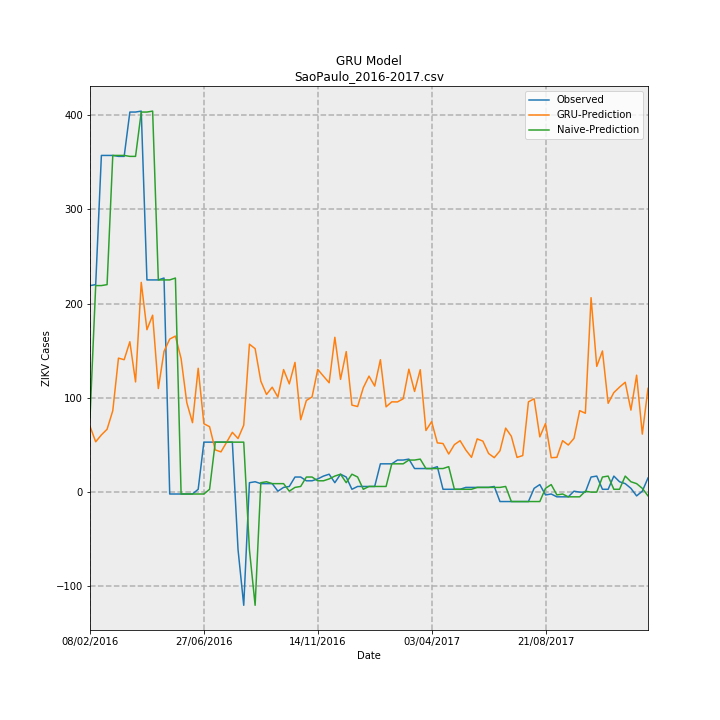 GRU Model
SaoPaulo_2016-2017.csv
Observed
GRU-Prediction
Naive-Prediction
ZIKV Cases
400
300
200
100
0
−100
08/02/2016
27/06/2016
14/11/2016
03/04/2017
21/08/2017
Date